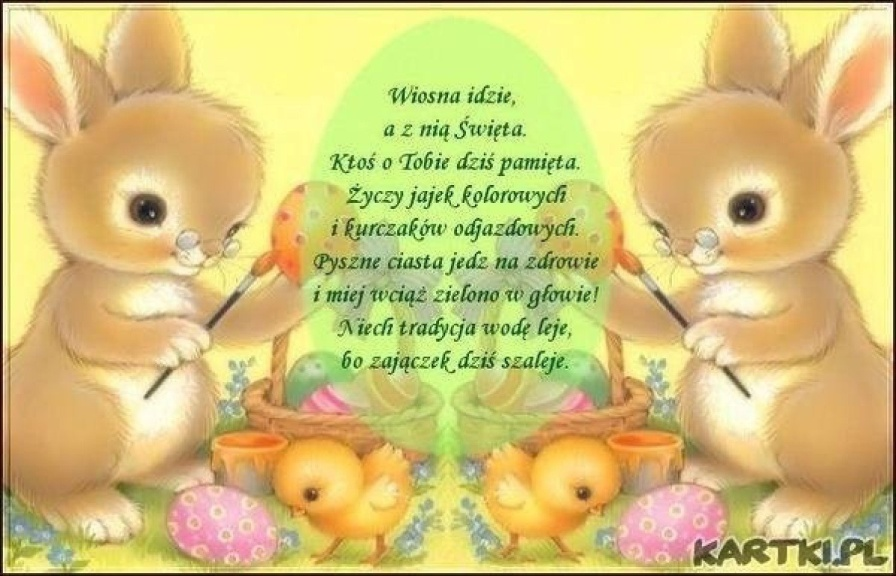 Wiosna idzie,
a z nią Święta.
Ktoś o Tobie dziś pamięta.
Życzy jajek kolorowych
i kurczaków odjazdowych.
Pyszne ciasta jedz na zdrowie
i miej wciąż zielono w głowie!
Niech tradycja wodę leje,
bo zajączek dziś szaleje.
KARTKI.PL